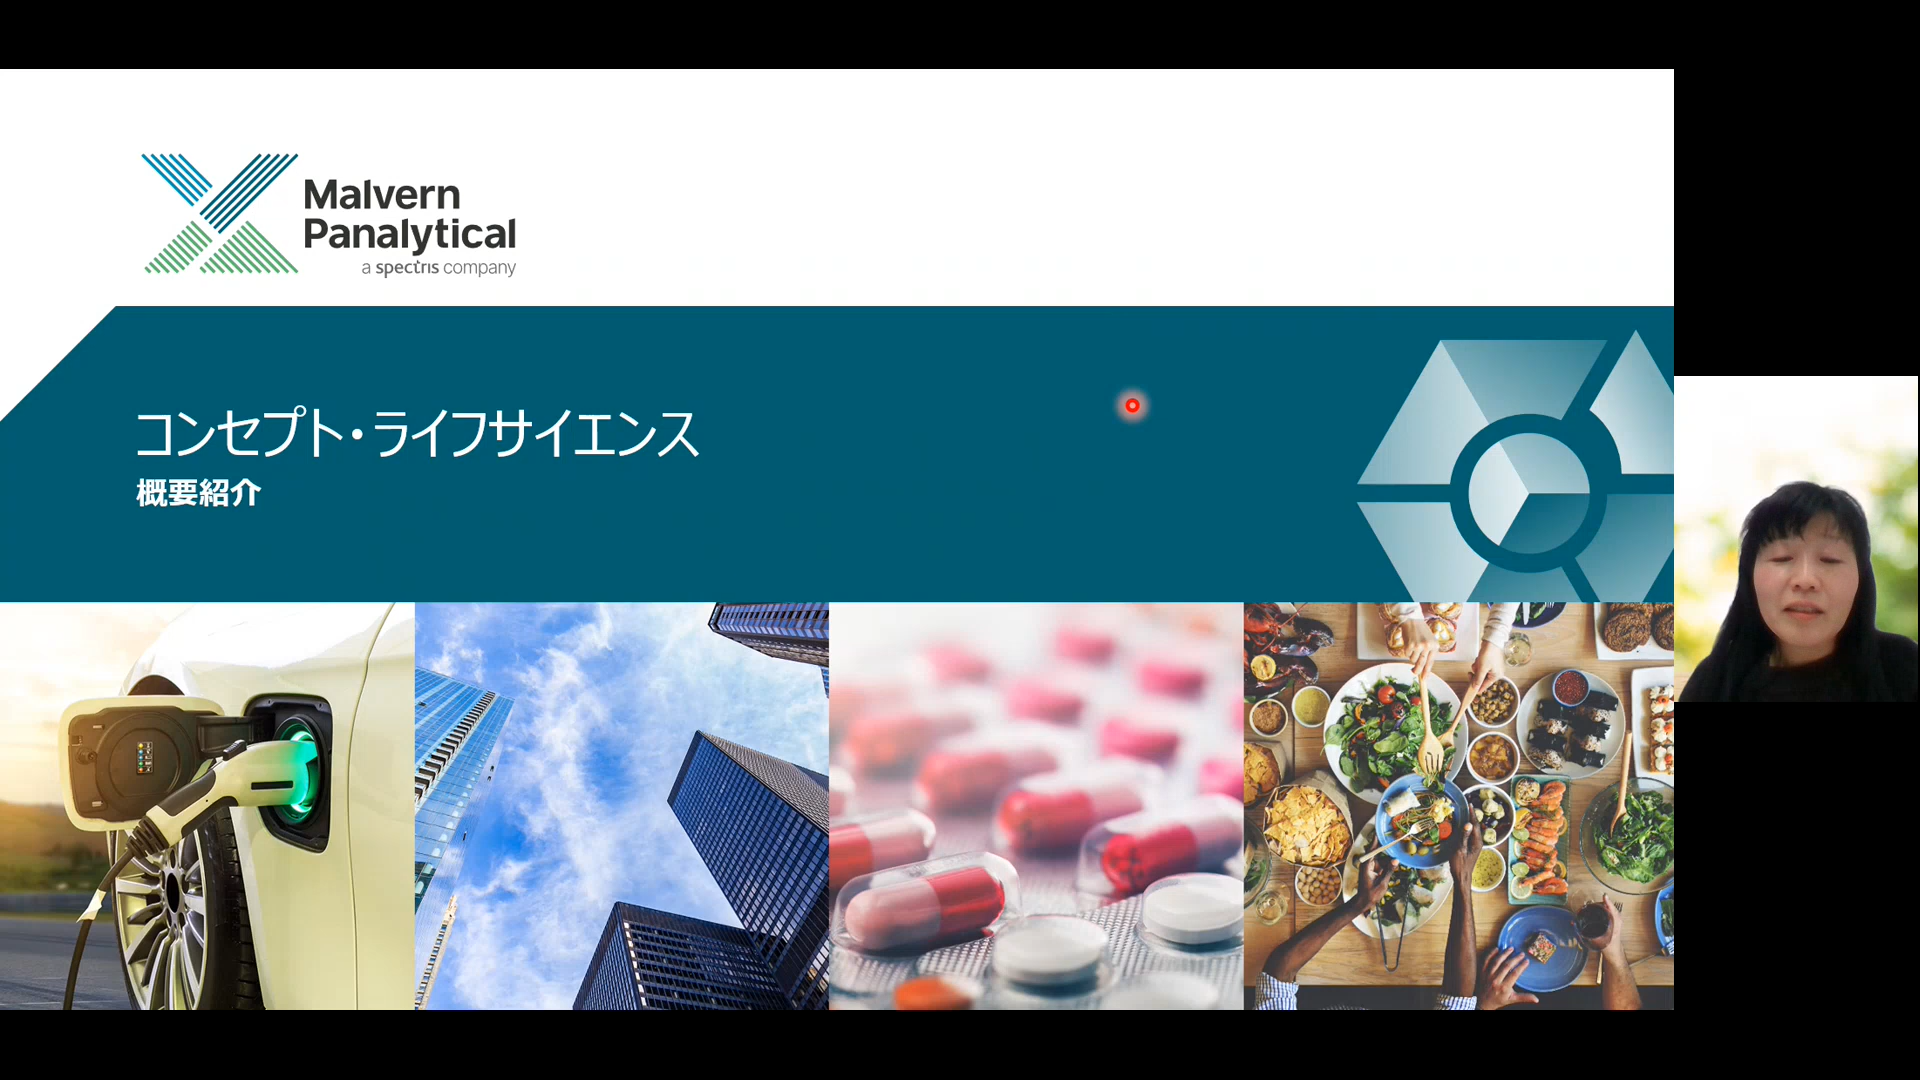 Malvern
Panalytical
a spectris company
コンセプト・ライフサイエンス
概要紹介